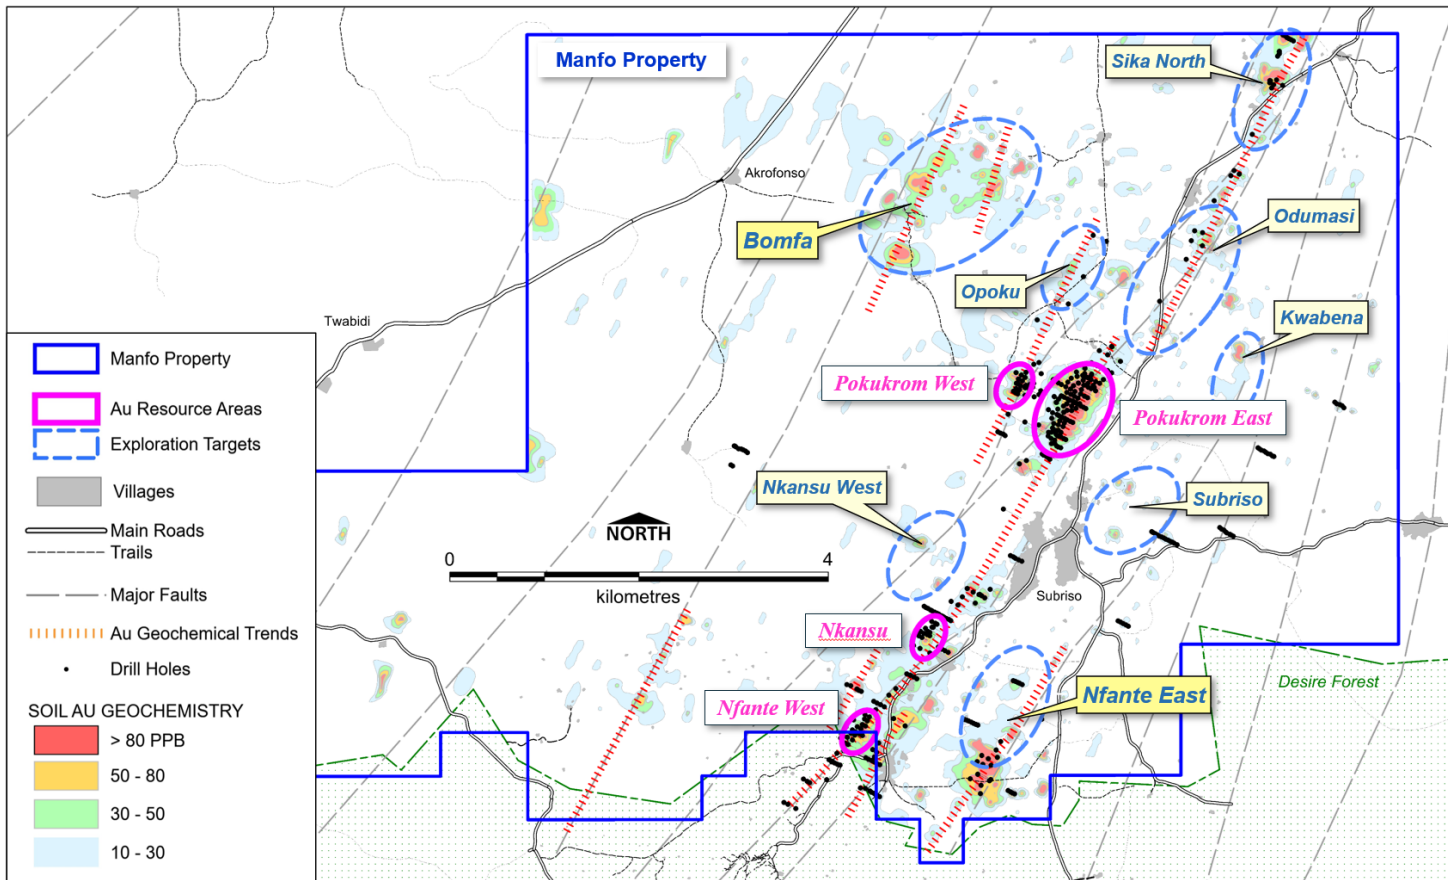 Manfo Property
Sika North
Akrofonso
Odumasi
Bomfa
Opoku
Kwabena
Twabidi
Pokukrom West
Pokukrom East
Nkansu West
Subriso
NORTH
0
4
kilometres
Subriso
Nkansu
Desire Forest
Nfante West
Nfante East
Manfo Property
Au Resource Areas
Exploration Targets
Villages
Main Roads
Trails
Major Faults
Au Geochemical Trends
Drill Holes
SOIL AU GEOCHEMISTRY
> 80 PPB
50 - 80
30 - 50
10 - 30